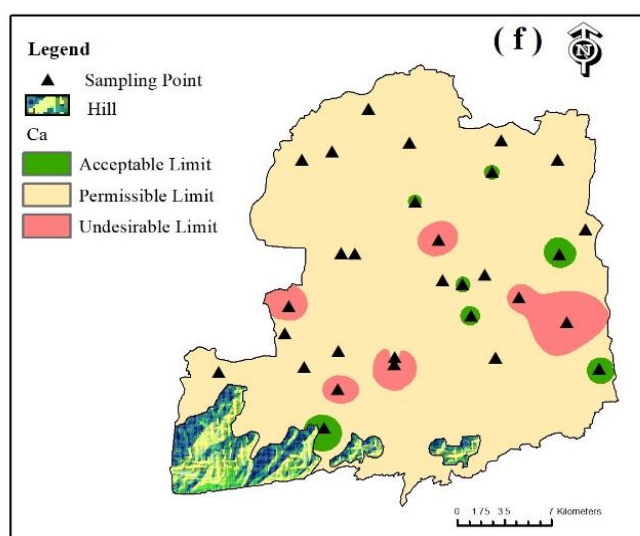 ( f )
N
Legend
Sampling Point
Hill
Ca
Acceptable Limit
Permissible Limit
Undesirable Limit
0 1.75 3.5 7 Kilometers